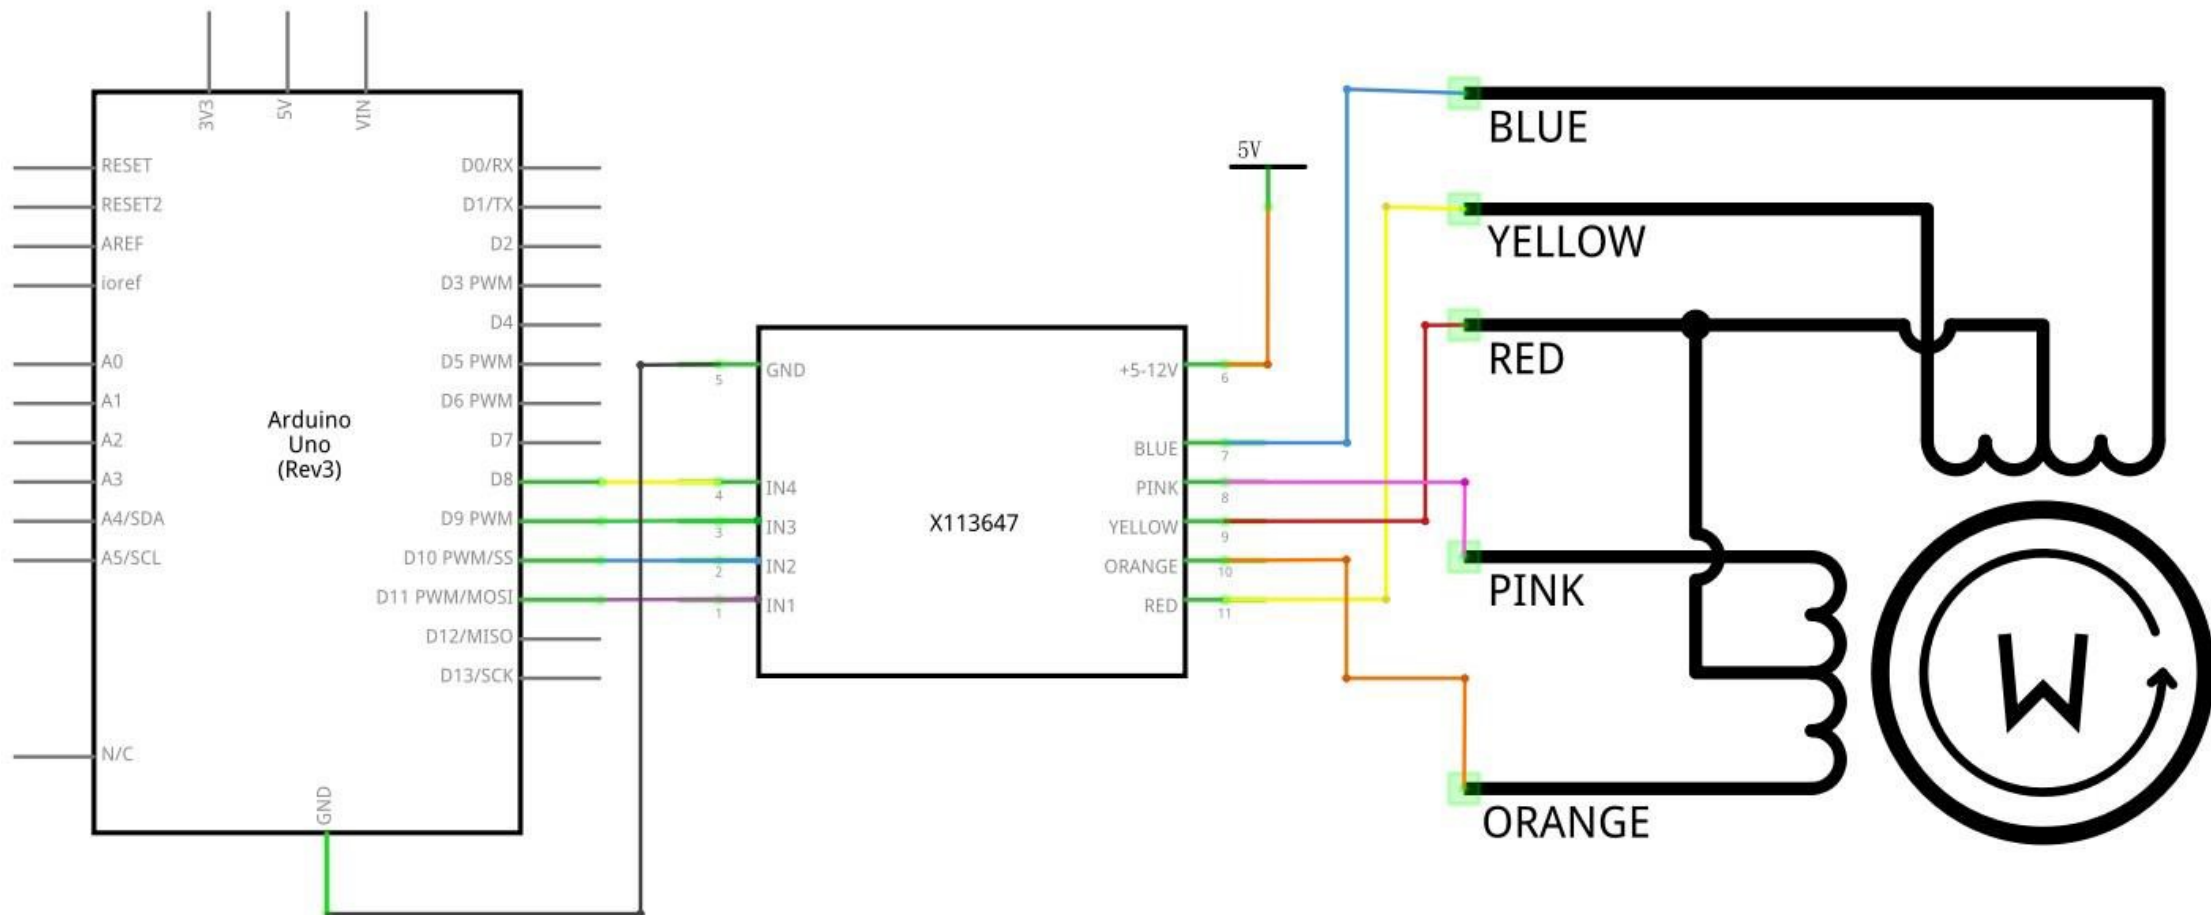 3V3
5V
VIN
RESET
RESET2
AREF
ioref
A0
A1
A2
A3
A4/SDA
A5/SCL
N/C
Arduino
Uno
(Rev3)
D0/RX
D1/TX
D2
D3 PWM
D4
D5 PWM
D6 PWM
D7
D8
D9 PWM
D10 PWM/SS
D11 PWM/MOSI
D12/MISO
D13/SCK
GND
5
4
3
2
1
GND
IN4
IN3
IN2
IN1
X113647
+5-12V
BLUE
PINK
YELLOW
ORANGE
RED
6
7
8
9
10
11
5V
BLUE
YELLOW
RED
PINK
ORANGE
M